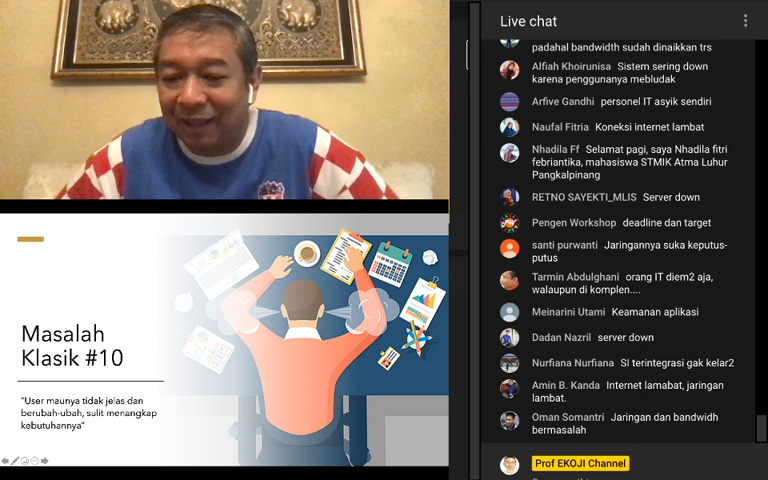 Live chat
padahal bandwidth sudah dinaikkan trs
Alfiah Khoirunisa Sistem sering down
karena penggunanya mebludak
Arfive Gandhi personel IT asyik sendiri
Naufal Fitria Koneksi internet lambat
Nhadila Ff Selamat pagi, saya Nhadila fitri
febriantika, mahasiswa STMIK Atma Luhur
Pangkalpinang
RETNO SAYEKTI_MLIS Server down
Pengen Workshop deadline dan target
santi purwanti Jaringannya suka keputus-
putus
Tarmin Abdulghani orang IT diem2 aja,
walaupun di komplen....
Meinarini Utami Keamanan aplikasi
Dadan Nazril server down
Nurfiana Nurfiana SI terintegrasi gak kelar2
Amin B. Kanda Internet lamabat, jaringan
lambat.
Oman Somantri Jaringan dan bandwidh
bermasalah
Prof EKOJI Channel
Masalah
Klasik #10
"User maunya tidak jelas dan
berubah-ubah, sulit menangkap
kebutuhannya"